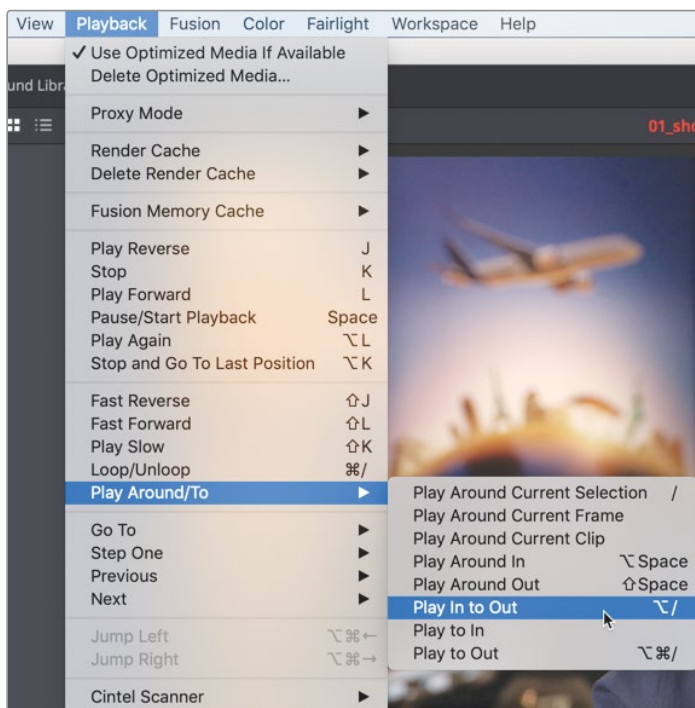 View Playback Fusion Color Fairlight Workspace Help
✓ Use Optimized Media If Available
Delete Optimized Media...
und Libr
Proxy Mode ▶
01_sho
Render Cache ▶
Delete Render Cache ▶
Fusion Memory Cache ▶
Play Reverse J
Stop K
Play Forward L
Pause/Start Playback Space
Play Again ⌥L
Stop and Go To Last Position ⌥K
Fast Reverse ⇧J
Fast Forward ⇧L
Play Slow ⇧K
Loop/Unloop ⌘/
Play Around/To ▶
Play Around Current Selection /
Play Around Current Frame
Play Around Current Clip
Play Around In ⌥Space
Play Around Out ⇧Space
Play In to Out ⌥/
Play to In
Play to Out ⌥⌘/
Go To ▶
Step One ▶
Previous ▶
Next ▶
Jump Left ⌥⌘←
Jump Right ⌥⌘→
Cintel Scanner ▶